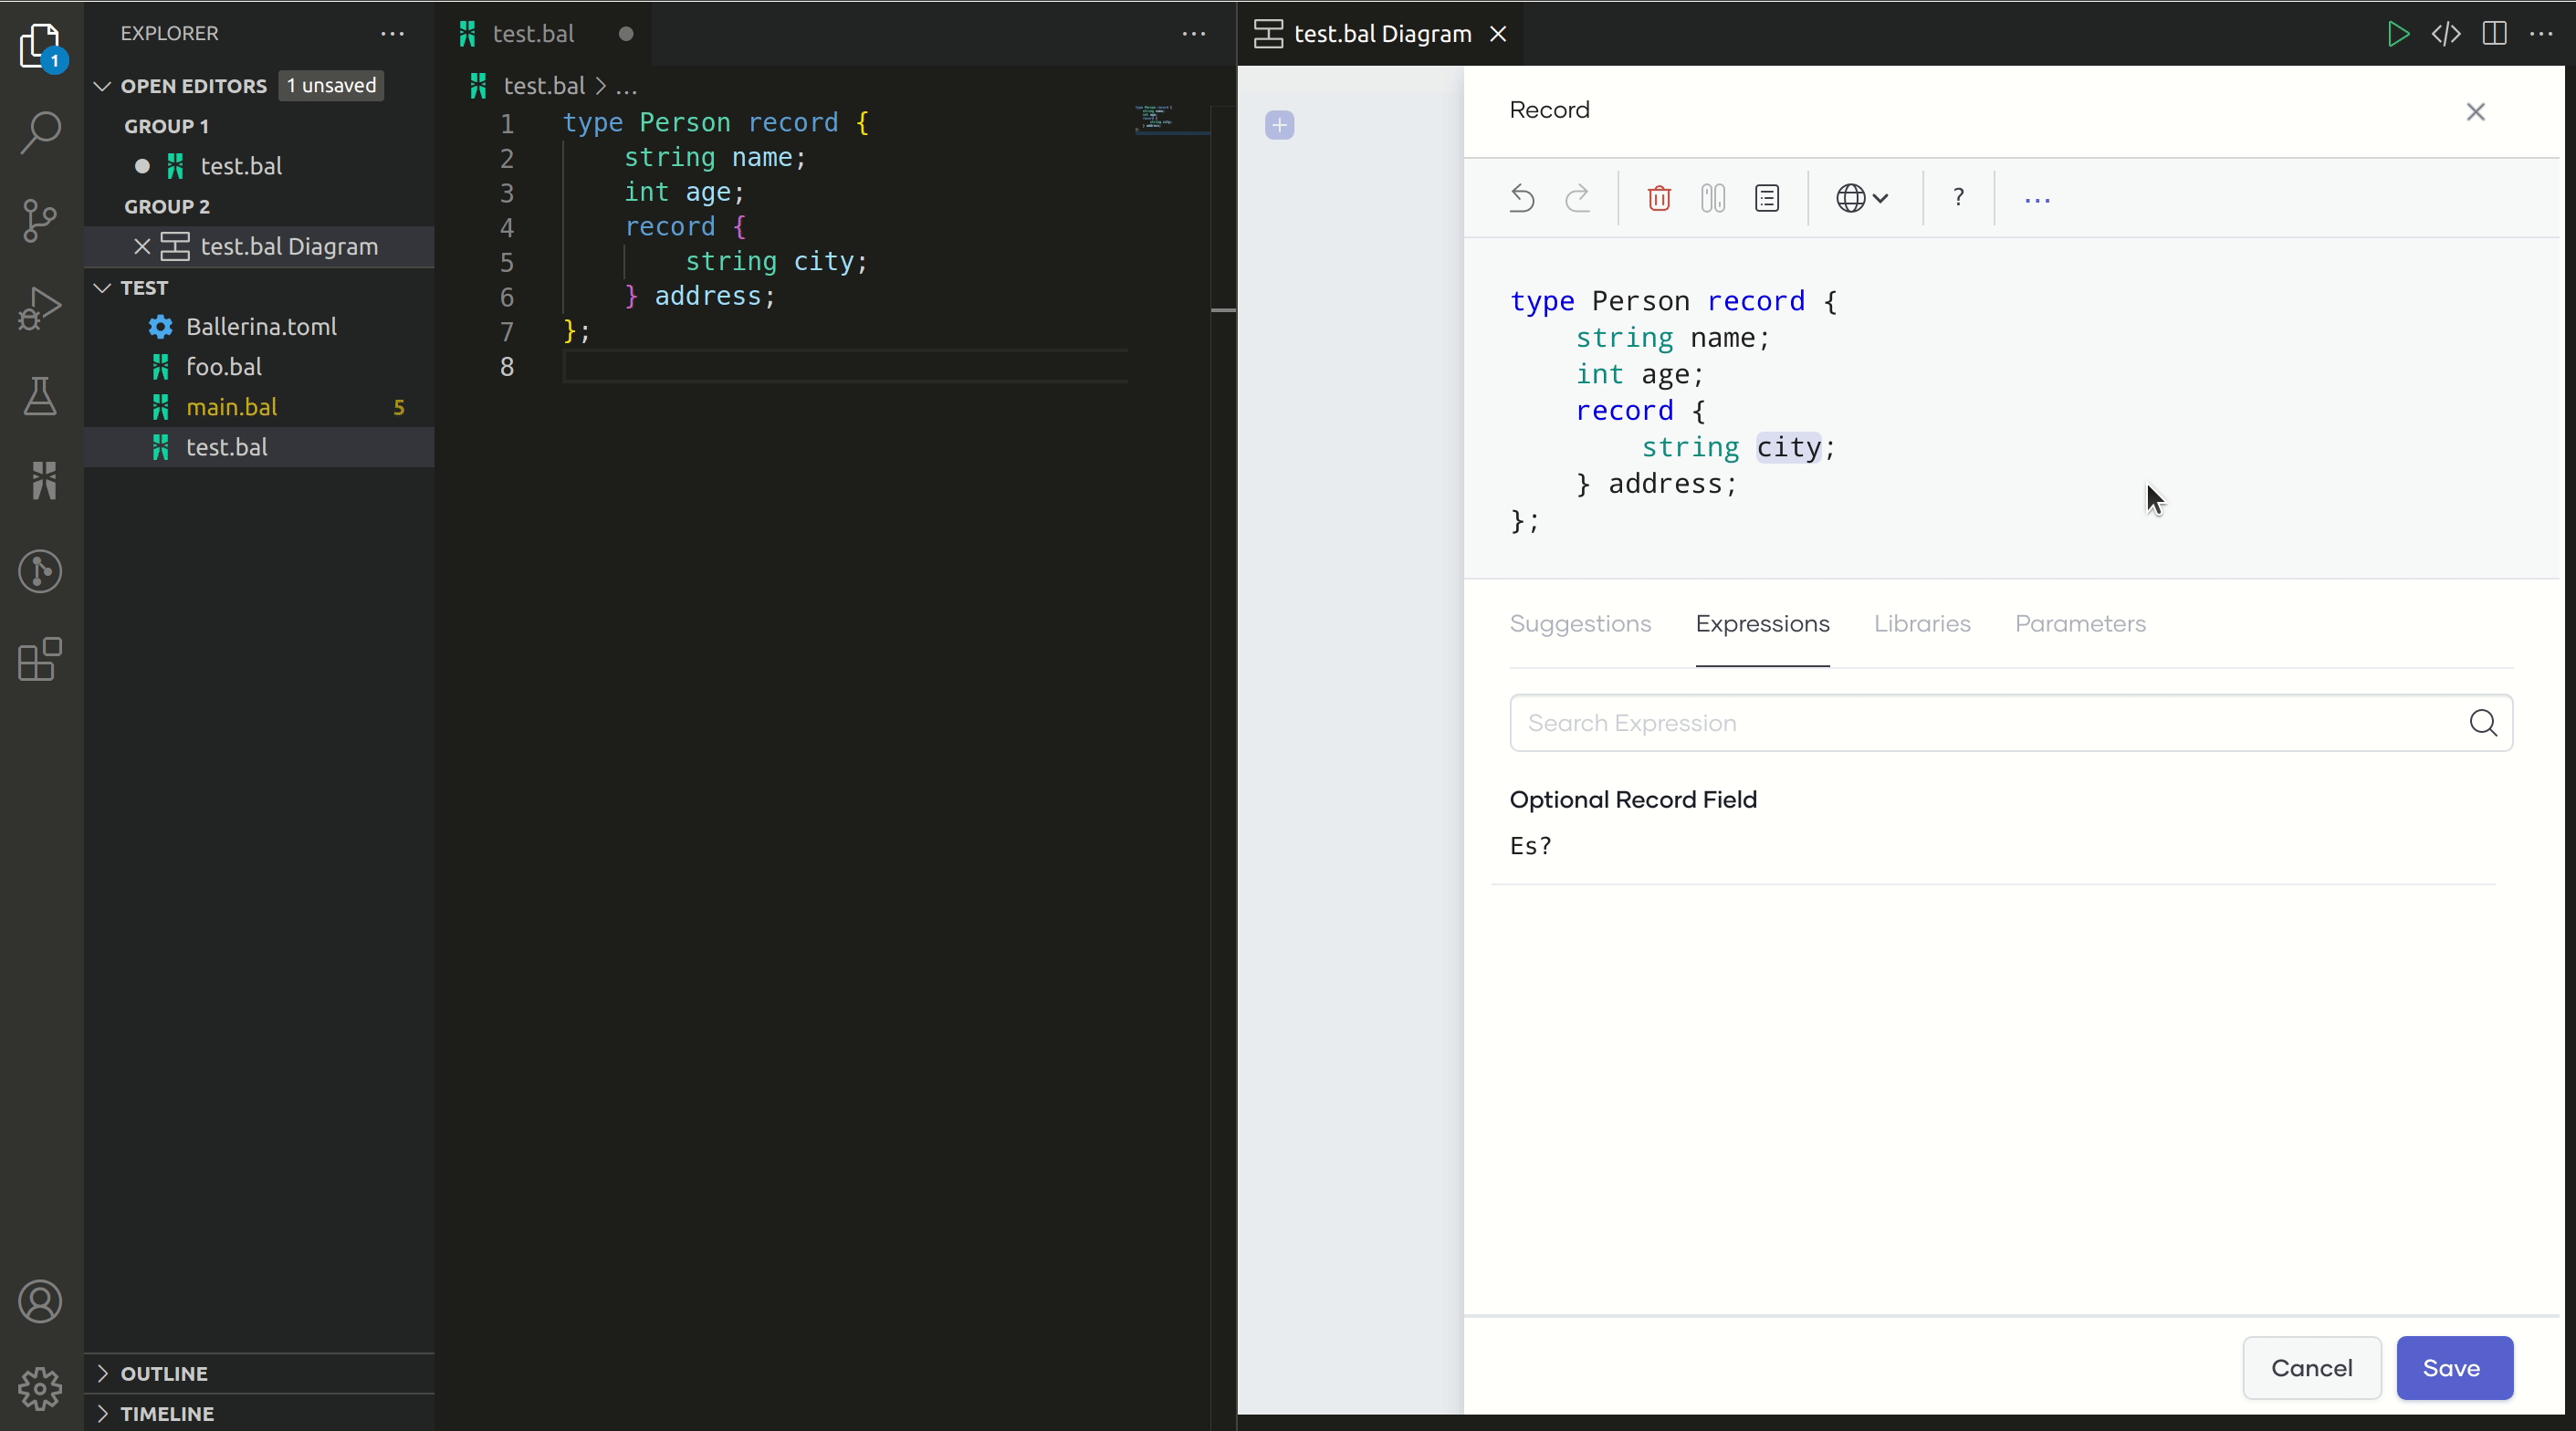 1
EXPLORER
OPEN EDITORS 1 unsaved
GROUP 1
test.bal
GROUP 2
test.bal Diagram
TEST
Ballerina.toml
foo.bal
main.bal 5
test.bal
OUTLINE
TIMELINE
test.bal
test.bal > ...
1 type Person record {
2 string name;
3 int age;
4 record {
5 string city;
6 } address;
7 };
8
test.bal Diagram
Record
?
type Person record {
string name;
int age;
record {
string city;
} address;
};
Suggestions Expressions Libraries Parameters
Search Expression
Optional Record Field
Es?
Cancel Save